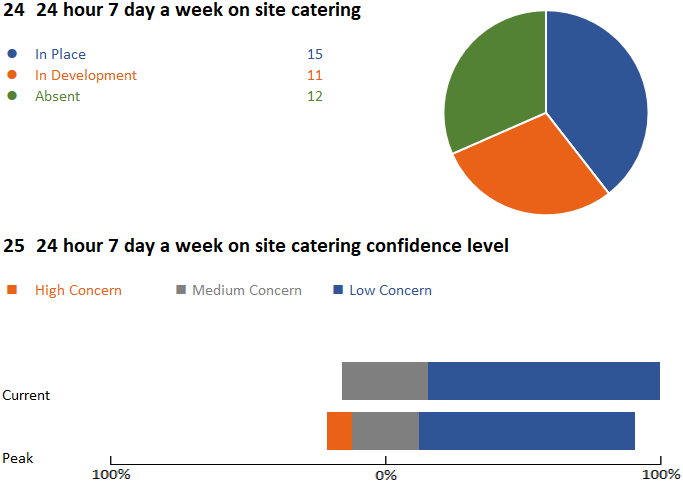 24 24 hour 7 day a week on site catering
In Place 15
In Development 11
Absent 12
25 24 hour 7 day a week on site catering confidence level
High Concern Medium Concern Low Concern
Current
Peak
100% 0% 100%